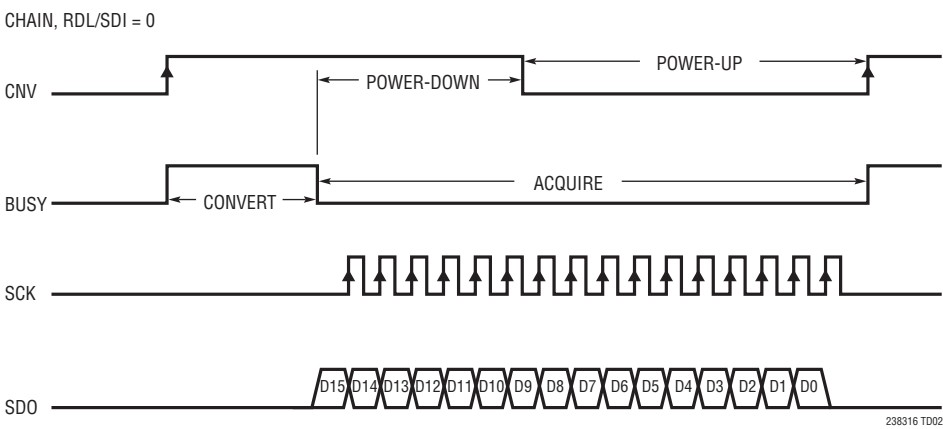 CHAIN, RDL/SDI = 0
CNV
POWER-DOWN
POWER-UP
BUSY
CONVERT
ACQUIRE
SCK
SDO
D15 D14 D13 D12 D11 D10 D9 D8 D7 D6 D5 D4 D3 D2 D1 D0
238316 TD02